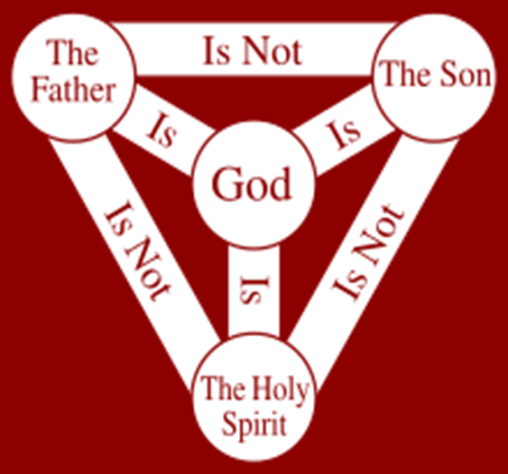 The
Father
Is Not
The Son
Is
Is
God
Is Not
Is Not
Is
The Holy
Spirit